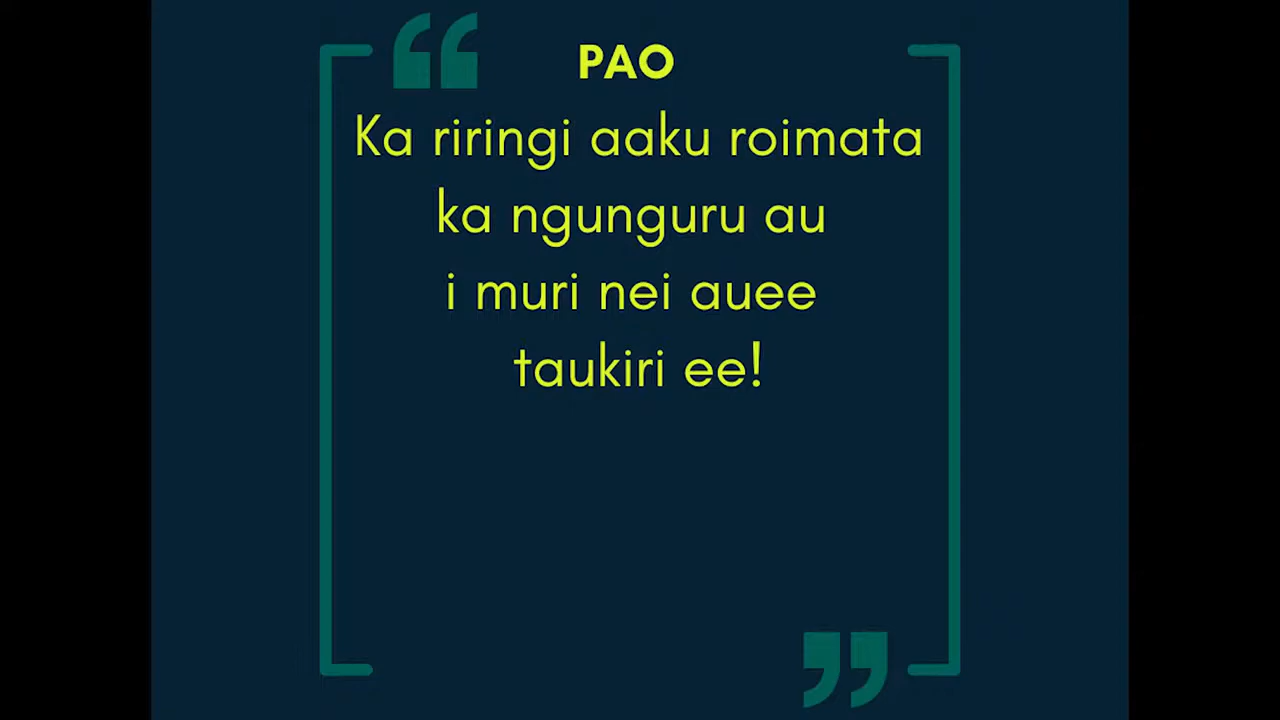 PAO
Ka riringi aaku roimata
ka ngunguru au
i muri nei auee
taukiri ee!